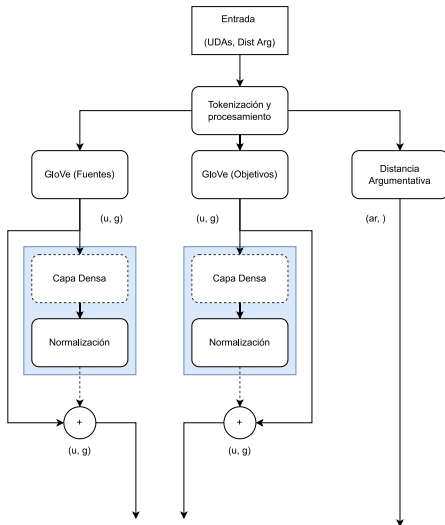 Entrada
(UDAs, Dist Arg)
Tokenización y
procesamiento
GloVe (Fuentes)
GloVe (Objetivos)
Distancia
Argumentativa
(u, g)
(u, g)
(ar, )
Capa Densa
Capa Densa
Normalización
Normalización
+
+
(u, g)
(u, g)